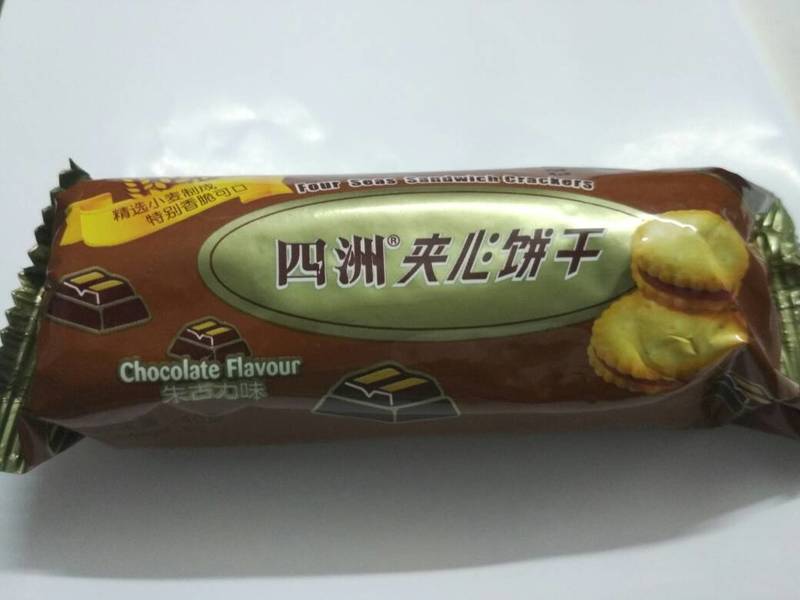 Four Seas Sandwich Crackers
精选小麦制成
特别香脆可口
四洲® 夹心饼干
Chocolate Flavour
朱古力味